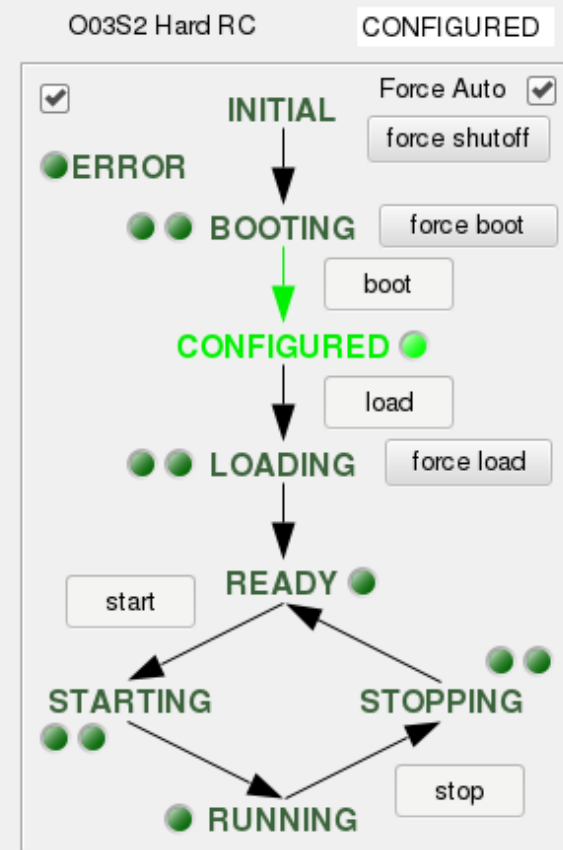 O03S2 Hard RC
CONFIGURED
Force Auto
INITIAL
force shutoff
ERROR
BOOTING
force boot
boot
CONFIGURED
load
LOADING
force load
READY
start
STARTING
STOPPING
stop
RUNNING